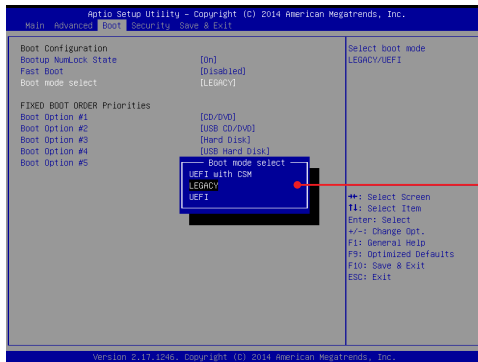 Aptio Setup Utility – Copyright (C) 2014 American Megatrends, Inc.
Main Advanced Boot Security Save & Exit
Boot Configuration
Bootup NumLock State [On]
Fast Boot [Disabled]
Boot mode select [LEGACY]
FIXED BOOT ORDER Priorities
Boot Option #1 [CD/DVD]
Boot Option #2 [USB CD/DVD]
Boot Option #3 [Hard Disk]
Boot Option #4 [USB Hard Disk]
Boot Option #5
Boot mode select
UEFI with CSM
LEGACY
UEFI
Select boot mode
LEGACY/UEFI
→←: Select Screen
↑↓: Select Item
Enter: Select
+/-: Change Opt.
F1: General Help
F9: Optimized Defaults
F10: Save & Exit
ESC: Exit
Version 2.17.1246. Copyright (C) 2014 American Megatrends, Inc.